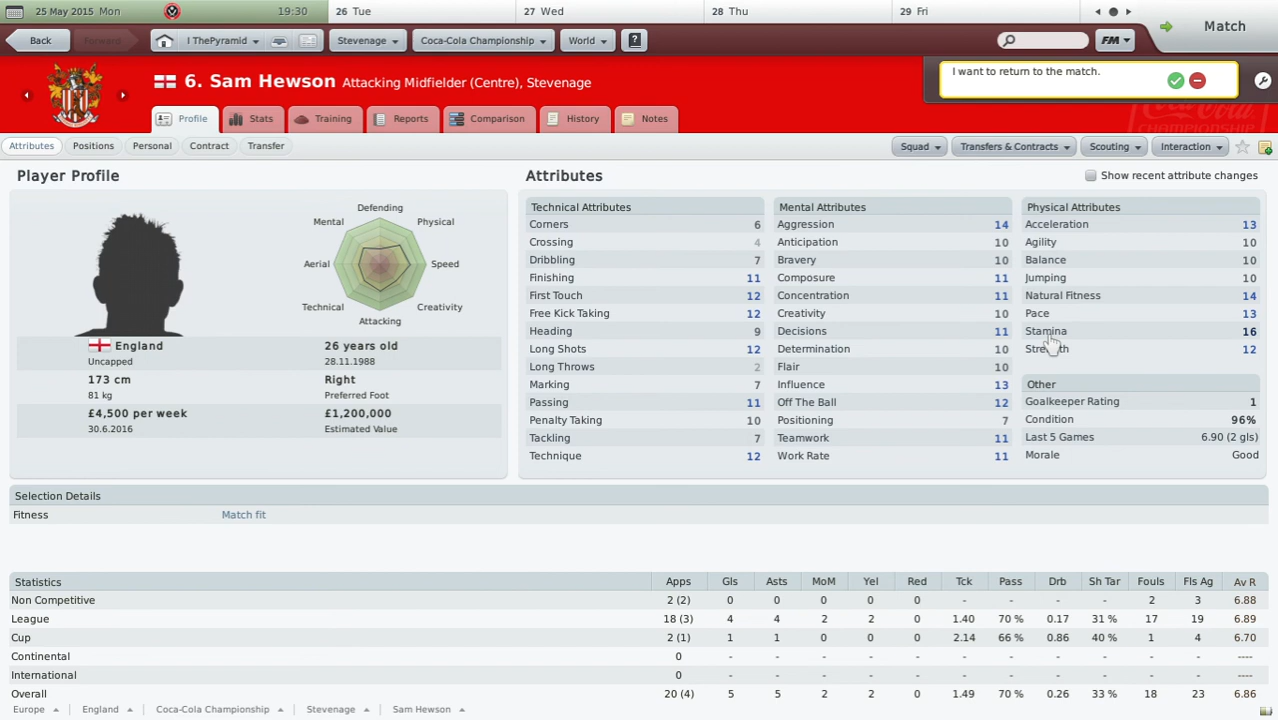 25 May 2015 Mon 19:30 26 Tue 27 Wed 28 Thu 29 Fri Match
Back Forward I ThePyramid Stevenage Coca-Cola Championship World ? FM
I want to return to the match.
6. Sam Hewson Attacking Midfielder (Centre), Stevenage
Profile Stats Training Reports Comparison History Notes
CHAMPIONSHIP
Attributes Positions Personal Contract Transfer Squad Transfers & Contracts Scouting Interaction
Player Profile
Defending
Mental Physical
Aerial Speed
Technical Creativity
Attacking
England 26 years old
Uncapped 28.11.1988
173 cm Right
81 kg Preferred Foot
£4,500 per week £1,200,000
30.6.2016 Estimated Value
Attributes Show recent attribute changes
Technical Attributes
Corners 6
Crossing 4
Dribbling 7
Finishing 11
First Touch 12
Free Kick Taking 12
Heading 9
Long Shots 12
Long Throws 2
Marking 7
Passing 11
Penalty Taking 10
Tackling 7
Technique 12
Mental Attributes
Aggression 14
Anticipation 10
Bravery 10
Composure 11
Concentration 11
Creativity 10
Decisions 11
Determination 10
Flair 10
Influence 13
Off The Ball 12
Positioning 7
Teamwork 11
Work Rate 11
Physical Attributes
Acceleration 13
Agility 10
Balance 10
Jumping 10
Natural Fitness 14
Pace 13
Stamina 16
Strength 12
Other
Goalkeeper Rating 1
Condition 96%
Last 5 Games 6.90 (2 gls)
Morale Good
Selection Details
Fitness Match fit
Statistics Apps Gls Asts MoM Yel Red Tck Pass Drb Sh Tar Fouls Fls Ag Av R
Non Competitive 2 (2) 0 0 0 0 0 - - - - 2 3 6.88
League 18 (3) 4 4 2 2 0 1.40 70 % 0.17 31 % 17 19 6.89
Cup 2 (1) 1 1 0 0 0 2.14 66 % 0.86 40 % 1 4 6.70
Continental 0 - - - - - - - - - - - ----
International 0 - - - - - - - - - - - ----
Overall 20 (4) 5 5 2 2 0 1.49 70 % 0.26 33 % 18 23 6.86
Europe England Coca-Cola Championship Stevenage Sam Hewson